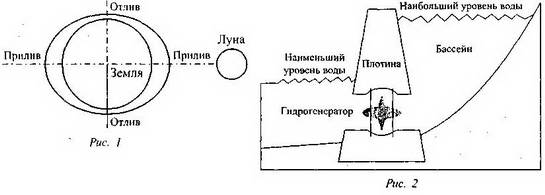 Отлив
Прилив
Прилив
Луна
Земля
Отлив
Рис. 1
Наибольший уровень воды
Наименьший
уровень воды
Плотина
Бассейн
Гидрогенератор
Рис. 2